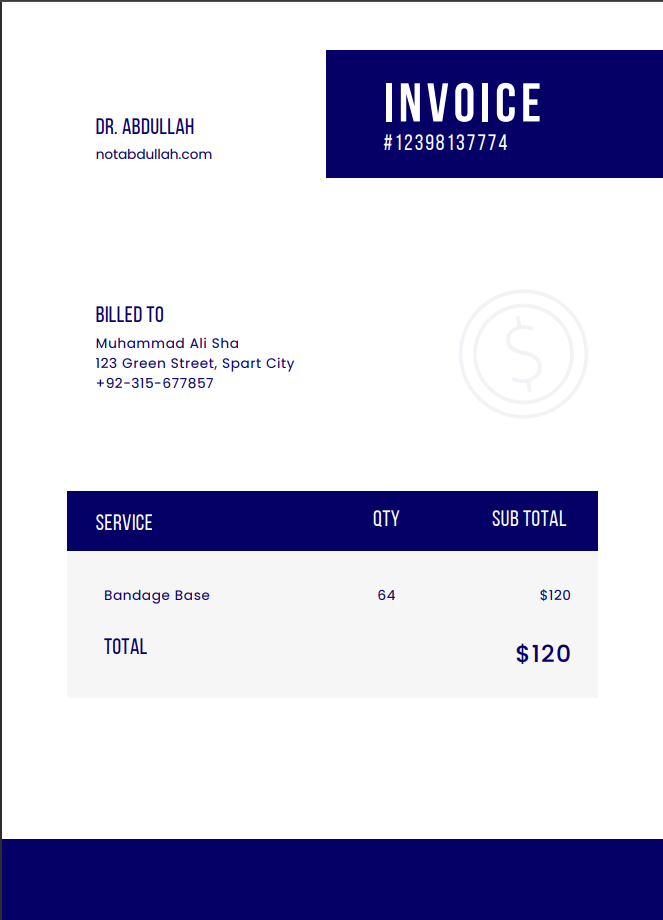 INVOICE
#12398137774
DR. ABDULLAH
notabdullah.com
BILLED TO
Muhammad Ali Sha
123 Green Street, Spart City
+92-315-677857
$
SERVICE QTY SUB TOTAL
Bandage Base 64 $120
TOTAL $120